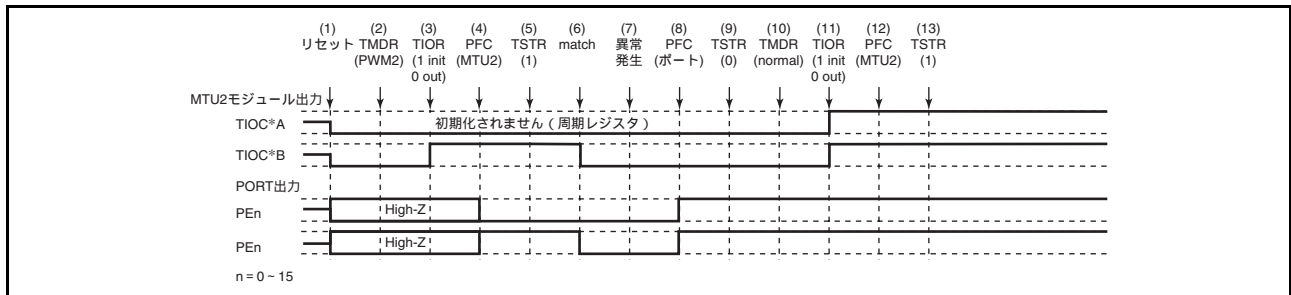 (1) (2) (3) (4) (5) (6) (7) (8) (9) (10) (11) (12) (13)
リセット TMDR TIOR PFC TSTR match 異常 PFC TSTR TMDR TIOR PFC TSTR
(PWM2) (1 init (MTU2) (1) 発生 (ポート) (0) (normal) (1 init (MTU2) (1)
0 out) 0 out)
MTU2モジュール出力
TIOC*A 初期化されません(周期レジスタ)
TIOC*B
PORT出力
PEn High-Z
PEn High-Z
n = 0 ~ 15